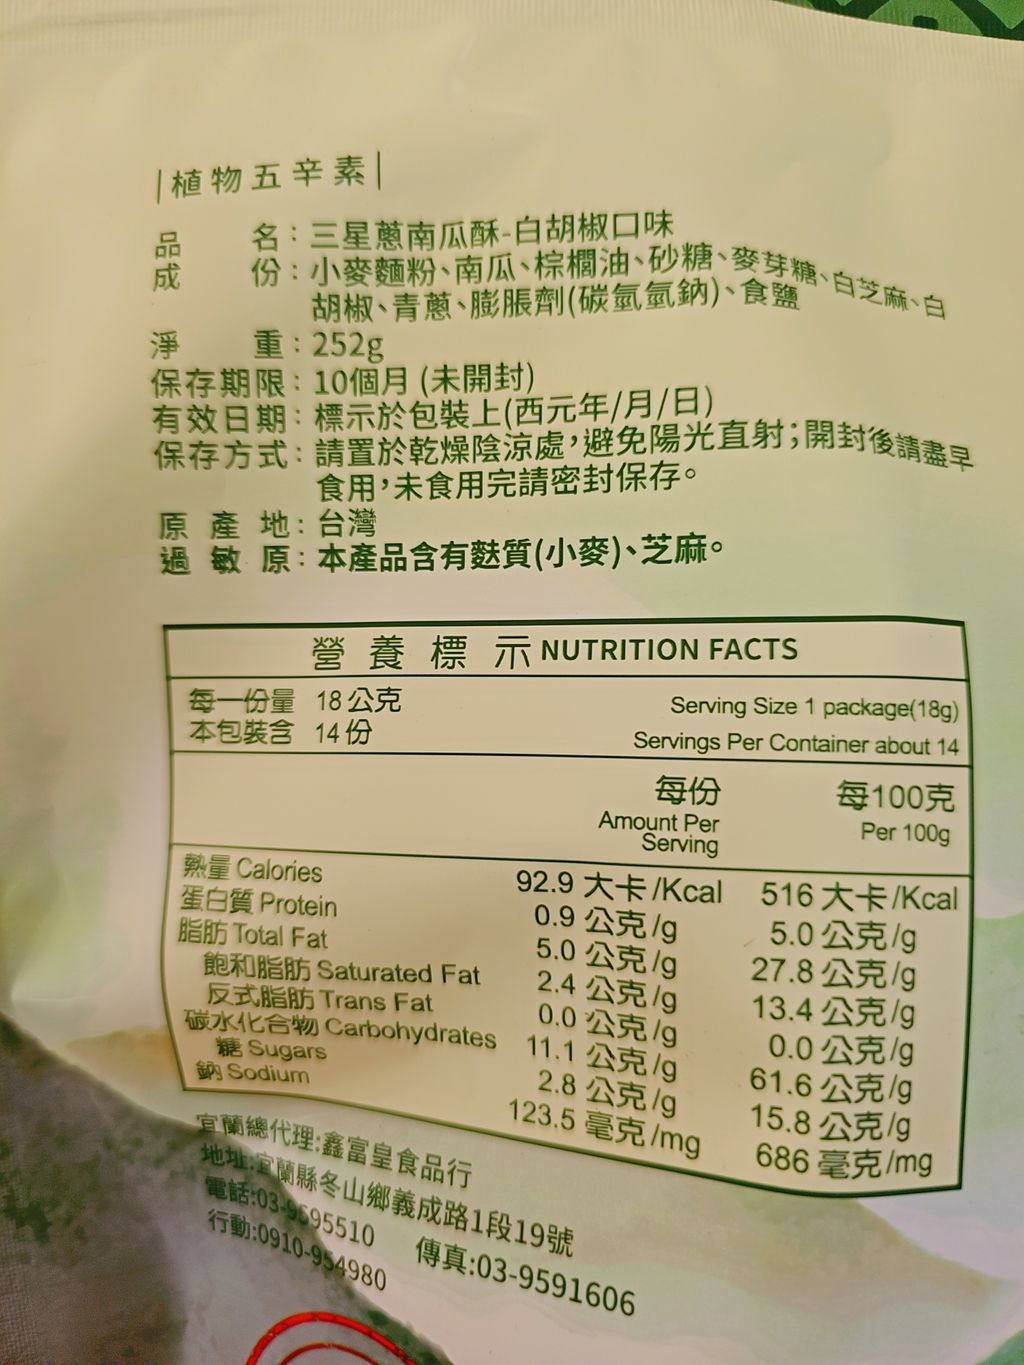 |植物五辛素|
品名：三星蔥南瓜酥-白胡椒口味
成份：小麥麵粉、南瓜、棕櫚油、砂糖、麥芽糖、白芝麻、白
胡椒、青蔥、膨脹劑(碳氫氫鈉)、食鹽
淨重：252g
保存期限：10個月 (未開封)
有效日期：標示於包裝上(西元年/月/日)
保存方式：請置於乾燥陰涼處，避免陽光直射；開封後請盡早
食用，未食用完請密封保存。
原產地：台灣
過敏原：本產品含有麩質(小麥)、芝麻。
營養標示 NUTRITION FACTS
每一份量 18公克 Serving Size 1 package(18g)
本包裝含 14份 Servings Per Container about 14
每份 每100克
Amount Per Serving Per 100g
熱量 Calories 92.9 大卡/Kcal 516 大卡/Kcal
蛋白質 Protein 0.9 公克/g 5.0 公克/g
脂肪 Total Fat 5.0 公克/g 27.8 公克/g
飽和脂肪 Saturated Fat 2.4 公克/g 13.4 公克/g
反式脂肪 Trans Fat 0.0 公克/g 0.0 公克/g
碳水化合物 Carbohydrates 11.1 公克/g 61.6 公克/g
糖 Sugars 2.8 公克/g 15.8 公克/g
鈉 Sodium 123.5 毫克/mg 686 毫克/mg
宜蘭總代理:鑫富皇食品行
地址:宜蘭縣冬山鄉義成路1段19號
電話:03-9595510 傳真:03-9591606
行動:0910-954980